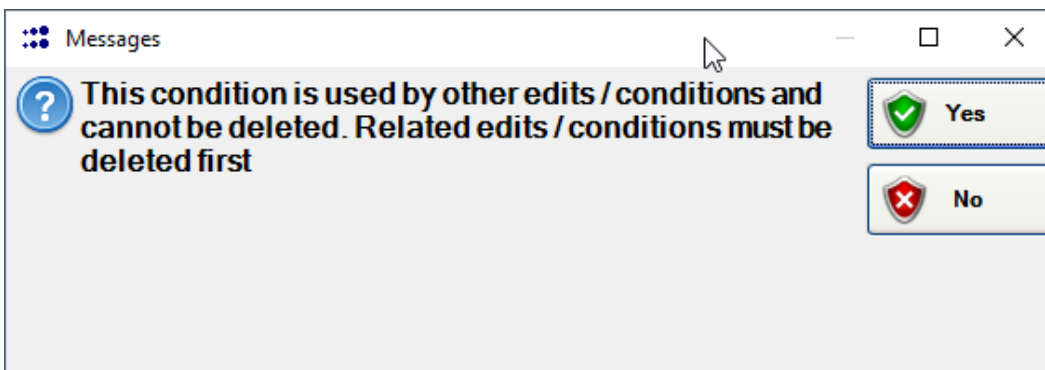 Messages
This condition is used by other edits / conditions and
cannot be deleted. Related edits / conditions must be
deleted first
Yes
No